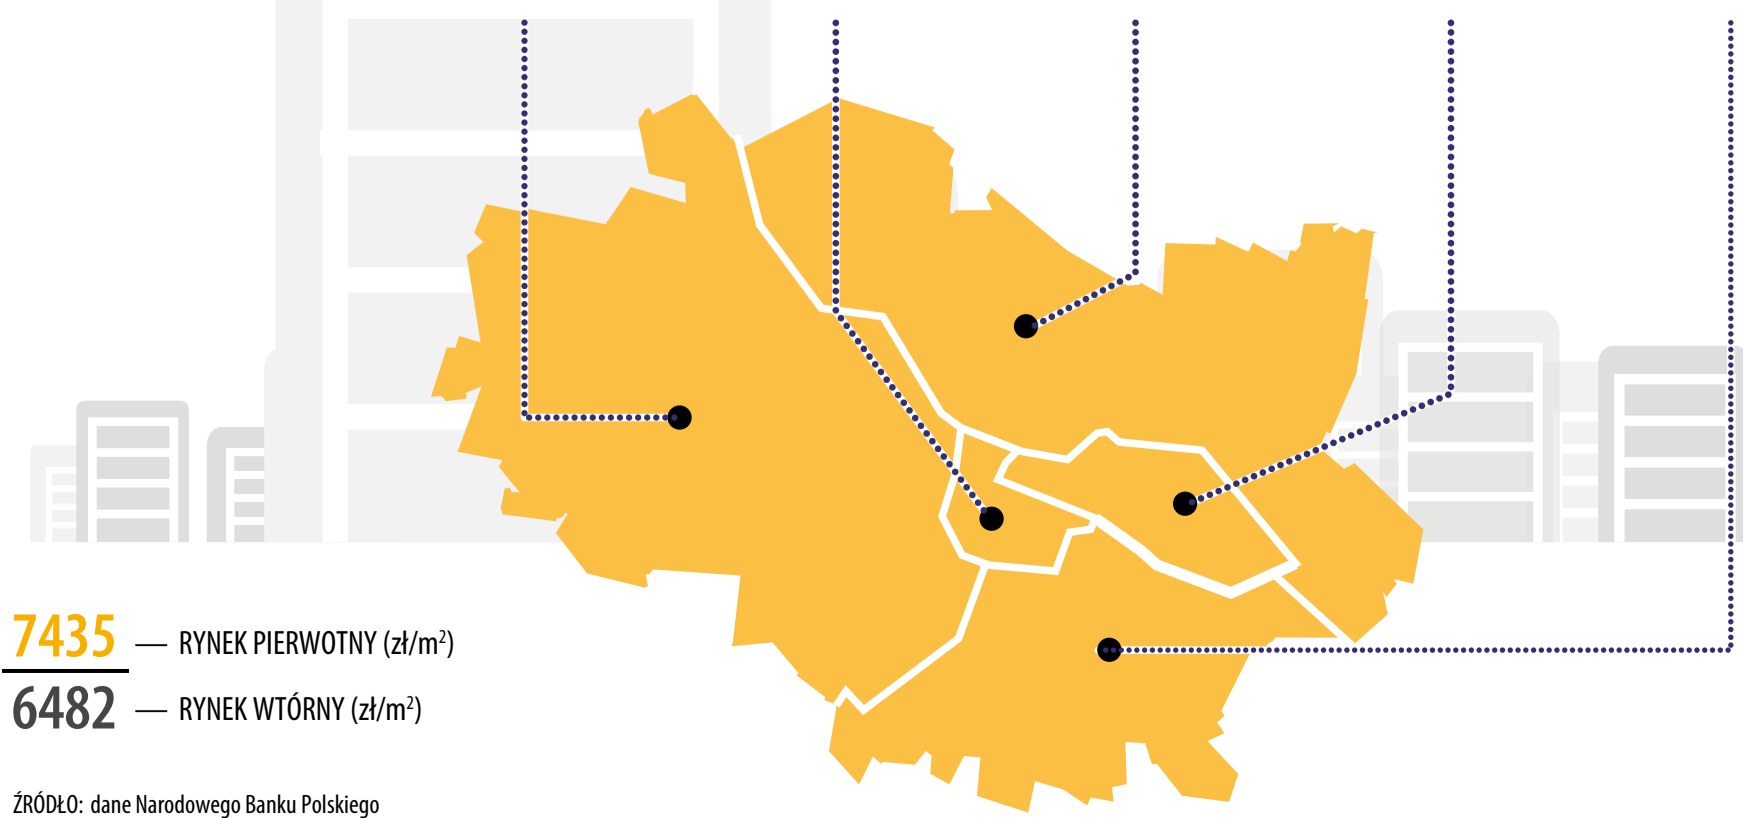 7435 — RYNEK PIERWOTNY (zł/m²)
6482 — RYNEK WTÓRNY (zł/m²)
ŹRÓDŁO: dane Narodowego Banku Polskiego